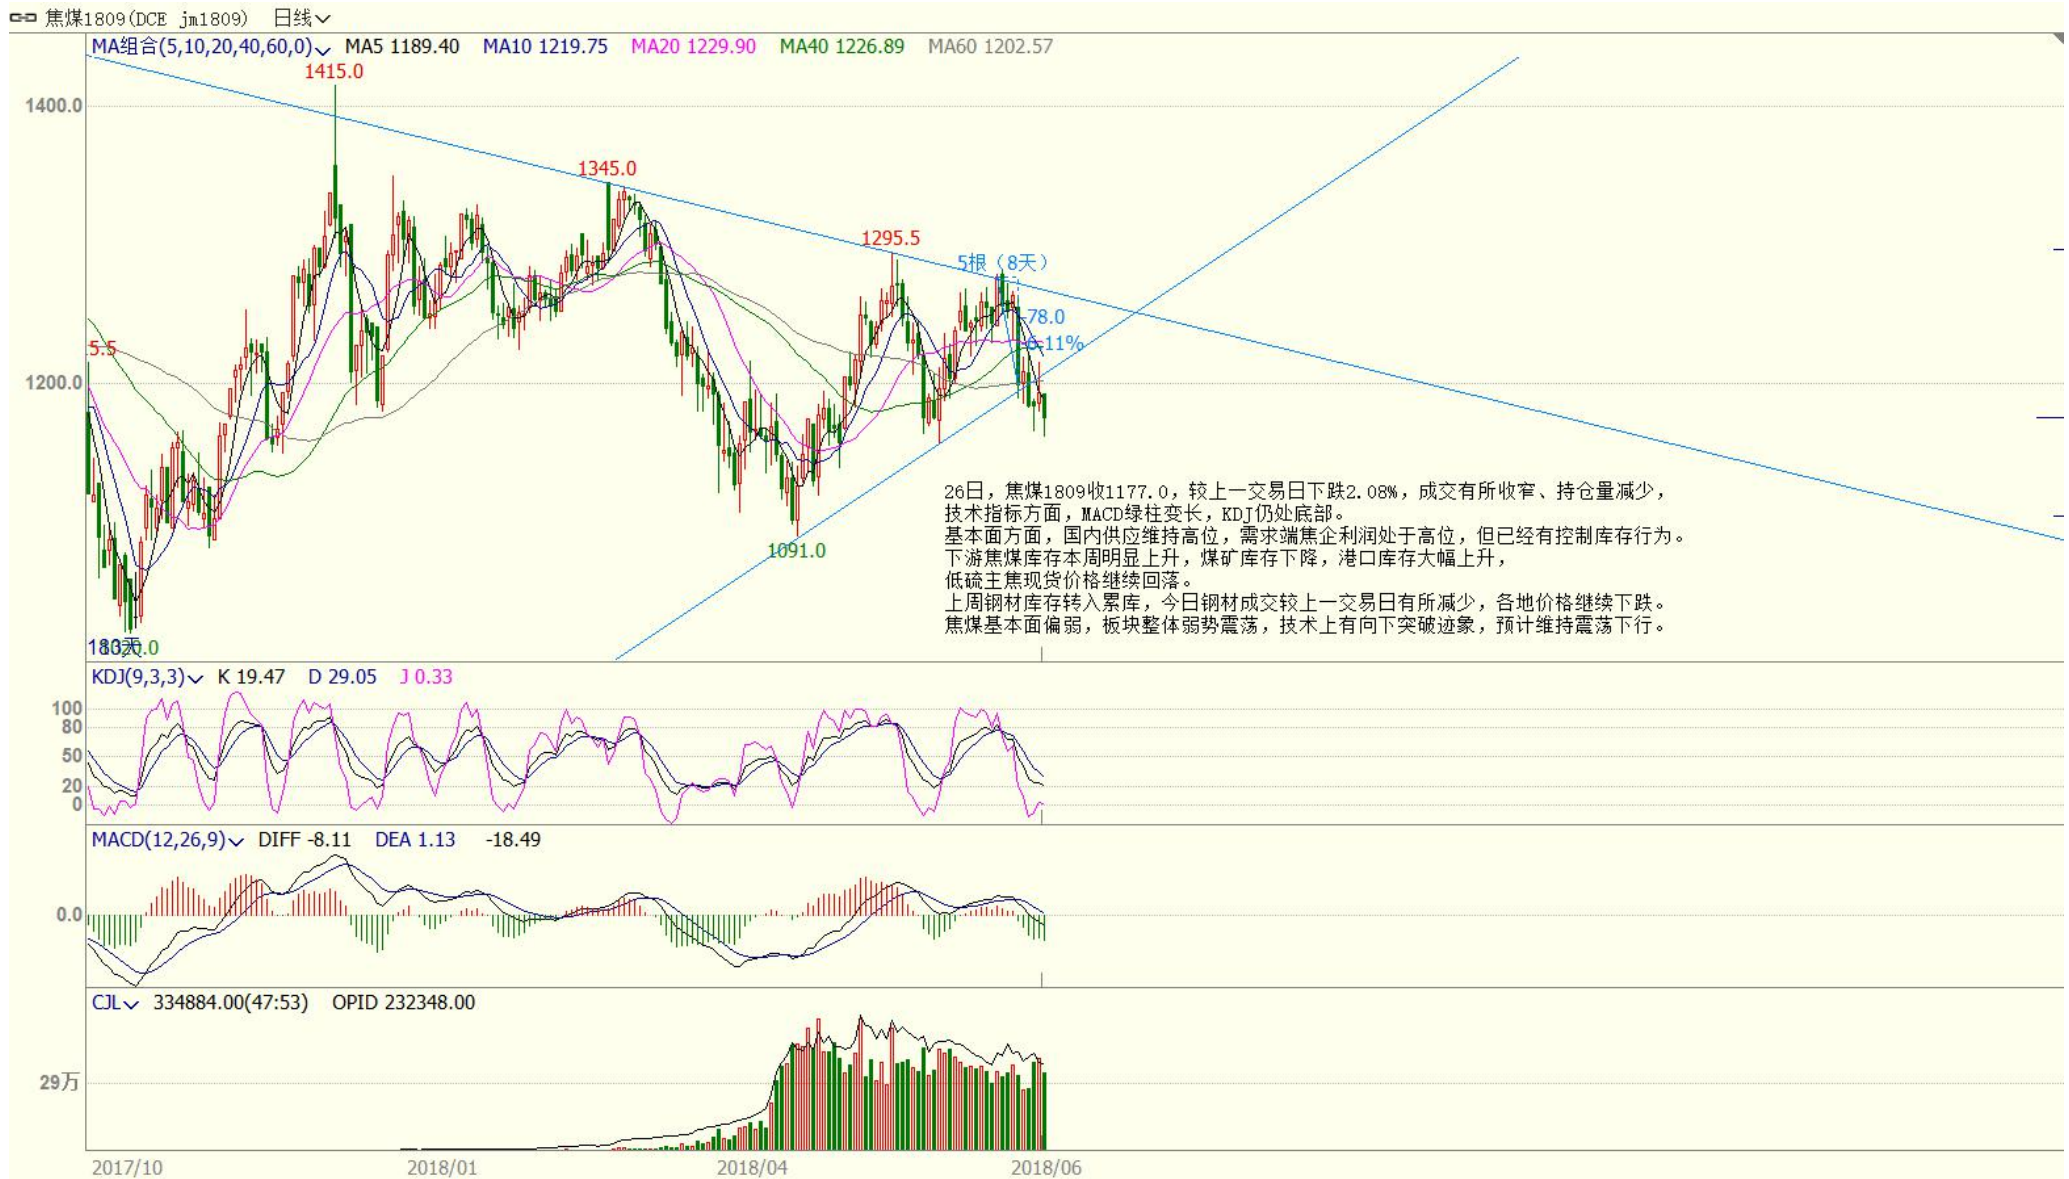 焦煤1809(DCE jm1809) 日线
MA组合(5,10,20,40,60,0) MA5 1189.40 MA10 1219.75 MA20 1229.90 MA40 1226.89 MA60 1202.57
1415.0
1400.0
1345.0
1295.5
5根（8天）
-78.0
5.5
-6.11%
1200.0
26日，焦煤1809收1177.0，较上一交易日下跌2.08%，成交有所收窄、持仓量减少，
技术指标方面，MACD绿柱变长，KDJ仍处底部。
基本面方面，国内供应维持高位，需求端焦企利润处于高位，但已经有控制库存行为。
1091.0
下游焦煤库存本周明显上升，煤矿库存下降，港口库存大幅上升，
低硫主焦现货价格继续回落。
上周钢材库存转入累库，今日钢材成交较上一交易日有所减少，各地价格继续下跌。
焦煤基本面偏弱，板块整体弱势震荡，技术上有向下突破迹象，预计维持震荡下行。
KDJ(9,3,3) K 19.47 D 29.05 J 0.33
100
80
50
20
0
MACD(12,26,9) DIFF -8.11 DEA 1.13 -18.49
0.0
CJL 334884.00(47:53) OPID 232348.00
29万
2017/10 2018/01 2018/04 2018/06